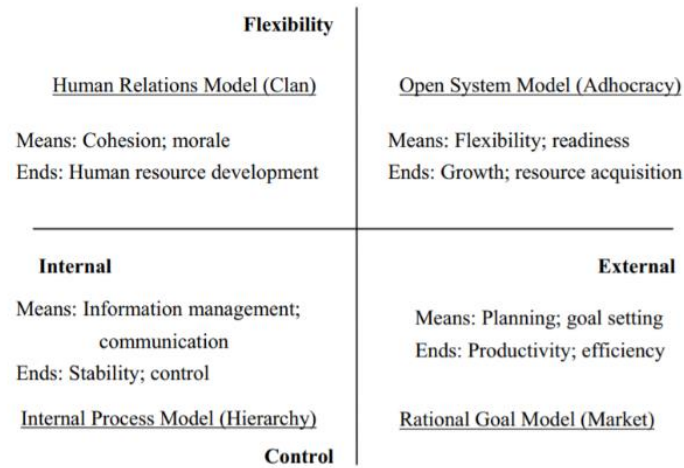 Flexibility
Human Relations Model (Clan)
Open System Model (Adhocracy)
Means: Cohesion; morale
Ends: Human resource development
Means: Flexibility; readiness
Ends: Growth; resource acquisition
Internal
External
Means: Information management;
communication
Ends: Stability; control
Means: Planning; goal setting
Ends: Productivity; efficiency
Internal Process Model (Hierarchy)
Rational Goal Model (Market)
Control